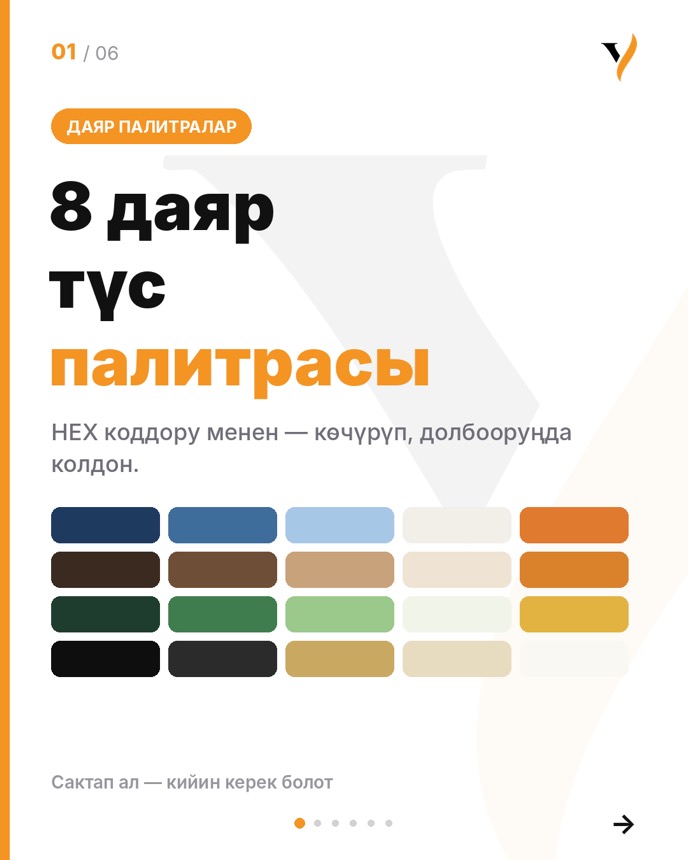 01 / 06
ДАЯР ПАЛИТРАЛАР
8 даяр
түс
палитрасы
HEX коддору менен — көчүрүп, долбооруңда
колдон.
Сактап ал — кийин керек болот